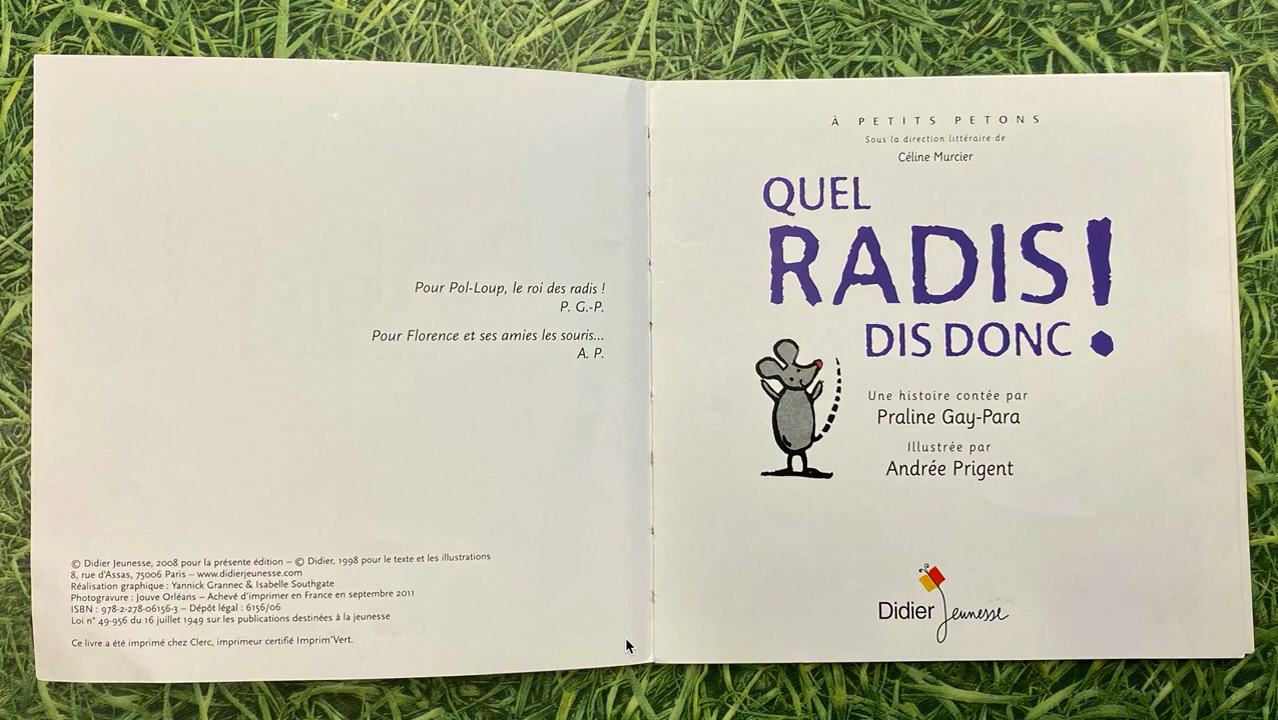 Pour Pol-Loup, le roi des radis !
P. G.-P.
Pour Florence et ses amies les souris...
A. P.
© Didier Jeunesse, 2008 pour la présente édition – © Didier, 1998 pour le texte et les illustrations
8, rue d'Assas, 75006 Paris – www.didierjeunesse.com
Réalisation graphique : Yannick Grannec & Isabelle Southgate
Photogravure : Jouve Orléans – Achevé d'imprimer en France en septembre 2011
ISBN : 978-2-278-06156-3 – Dépôt légal : 6156/06
Loi n° 49-956 du 16 juillet 1949 sur les publications destinées à la jeunesse
Ce livre a été imprimé chez Clerc, imprimeur certifié Imprim'Vert.
À PETITS PETONS
Sous la direction littéraire de
Céline Murcier
QUEL
RADIS !
DIS DONC
Une histoire contée par
Praline Gay-Para
Illustrée par
Andrée Prigent
Didier Jeunesse